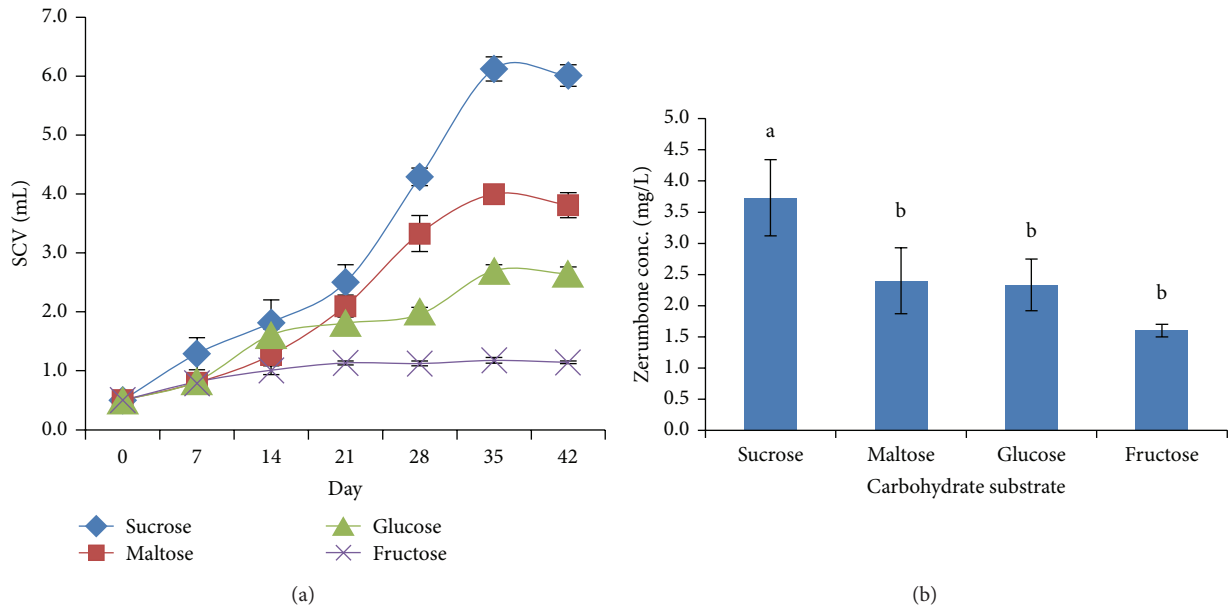 7.0
6.0
5.0
4.0
3.0
2.0
1.0
0.0
SCV (mL)
0 7 14 21 28 35 42
Day
Sucrose Glucose
Maltose Fructose
(a)
5.0
4.5
4.0
3.5
3.0
2.5
2.0
1.5
1.0
0.5
0.0
Zerumbone conc. (mg/L)
a
b
b
b
Sucrose Maltose Glucose Fructose
Carbohydrate substrate
(b)